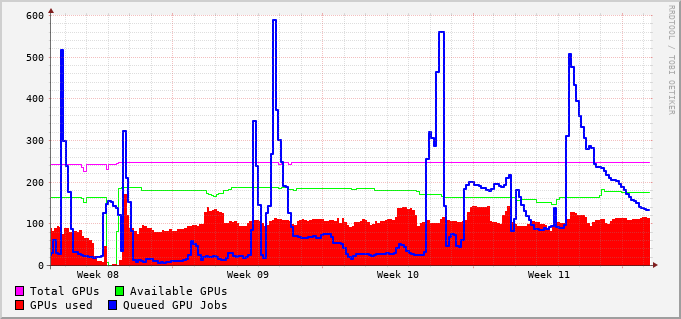 RRDTOOL / TOBI OETIKER
600
500
400
300
200
100
0
Week 08 Week 09 Week 10 Week 11
Total GPUs Available GPUs
GPUs used Queued GPU Jobs